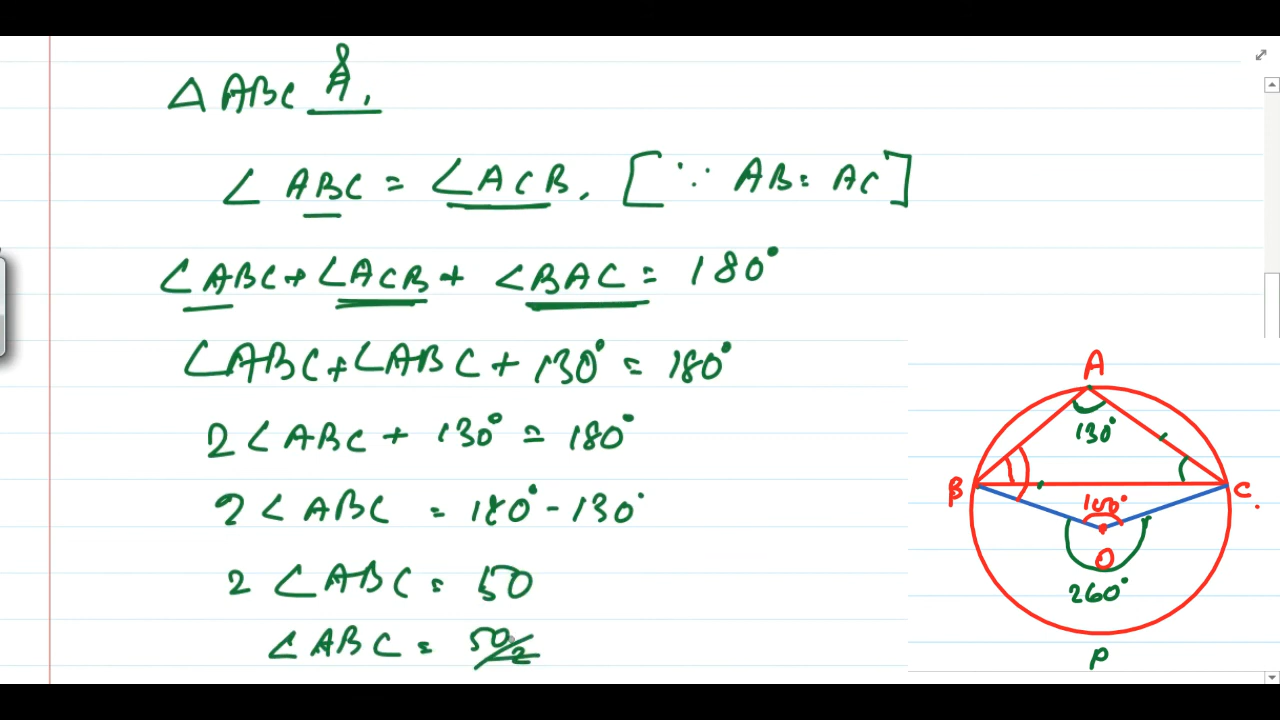 △ ABC
∠ ABC = ∠ACB, [∵ AB = AC]
∠ABC + ∠ACB + ∠BAC = 180°
∠ABC + ∠ABC + 130° = 180°
2 ∠ABC + 130° = 180°
2 ∠ABC = 180° - 130°
2 ∠ABC = 50
∠ABC = 50/2
A
130°
B
C
100°
O
260°
P